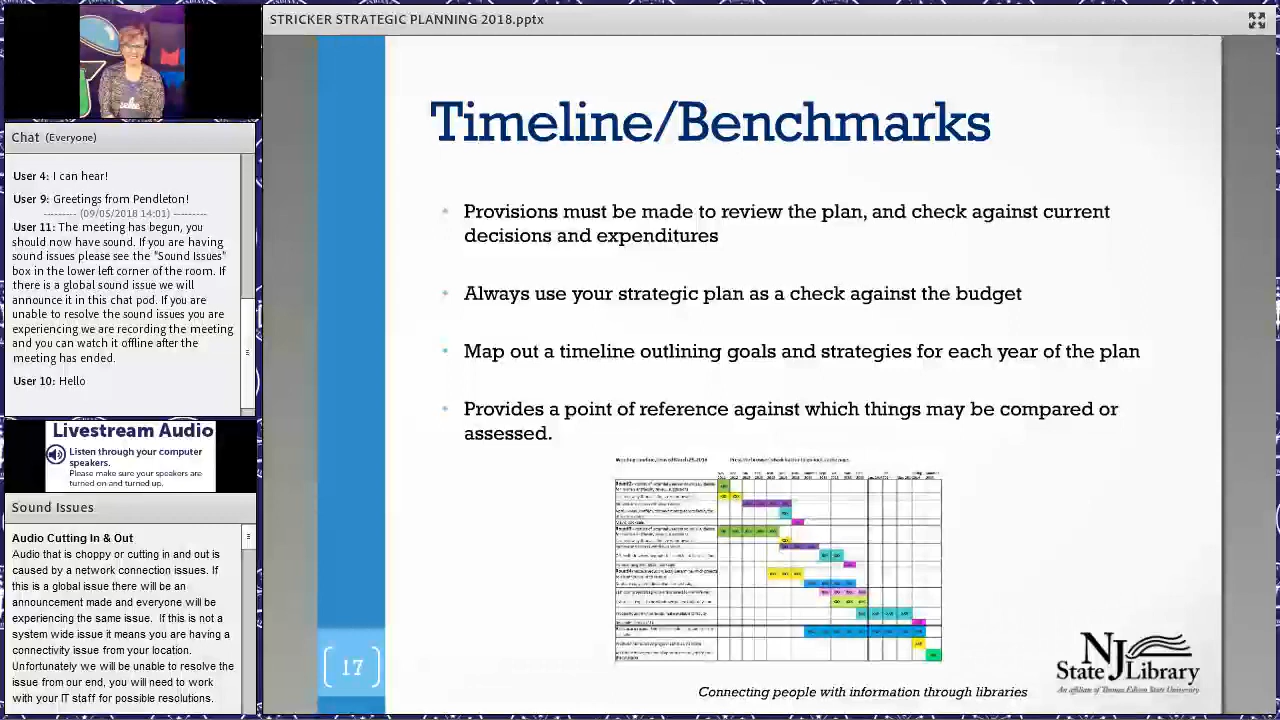 STRICKER STRATEGIC PLANNING 2018.pptx
Chat (Everyone)
User 4: I can hear!
User 9: Greetings from Pendleton!
--------- (09/05/2018 14:01) ---------
User 11: The meeting has begun, you
should now have sound. If you are having
sound issues please see the "Sound Issues"
box in the lower left corner of the room. If
there is a global sound issue we will
announce it in this chat pod. If you are
unable to resolve the sound issues you are
experiencing we are recording the meeting
and you can watch it offline after the
meeting has ended.
User 10: Hello
Livestream Audio
Listen through your computer
speakers.
Please make sure your speakers are
turned on and turned up.
Sound Issues
g In & Out
Audio that is choppy or cutting in and out is
caused by a network connection issue. If
this is a global issue there will be an
announcement made and everyone will be
experiencing the same issue. If it is not a
room wide issue it means you are having a
connectivity issue from your location.
Unfortunately we will be unable to resolve the
issue from our end, you will need to work
with your IT staff for possible resolutions.
Timeline/Benchmarks
Provisions must be made to review the plan, and check against current
decisions and expenditures
Always use your strategic plan as a check against the budget
Map out a timeline outlining goals and strategies for each year of the plan
Provides a point of reference against which things may be compared or
assessed.
17
Connecting people with information through libraries
NJ
State Library
An affiliate of Thomas Edison State University